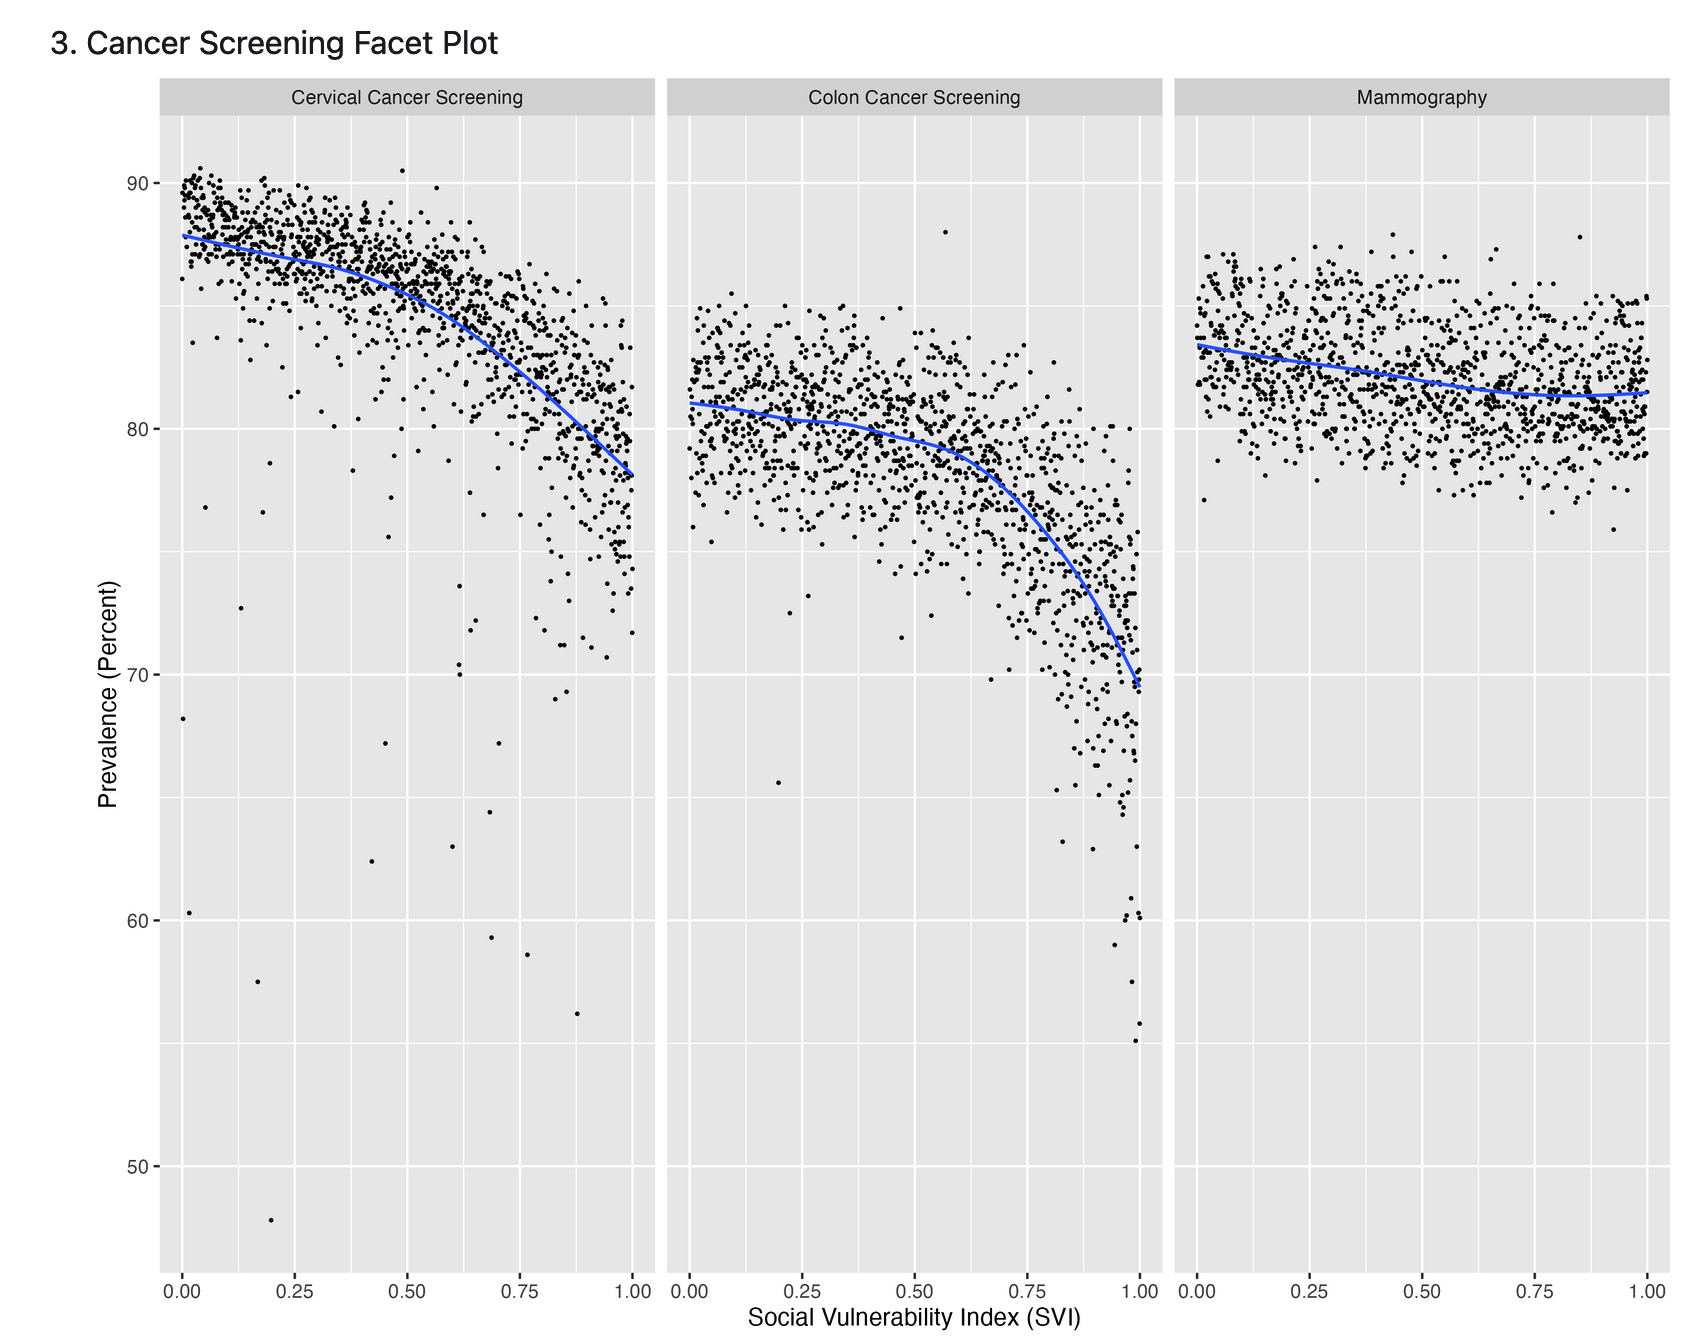 3. Cancer Screening Facet Plot
Cervical Cancer Screening
Colon Cancer Screening
Mammography
Prevalence (Percent)
90
80
70
60
50
0.00 0.25 0.50 0.75 1.00
0.00 0.25 0.50 0.75 1.00
0.00 0.25 0.50 0.75 1.00
Social Vulnerability Index (SVI)